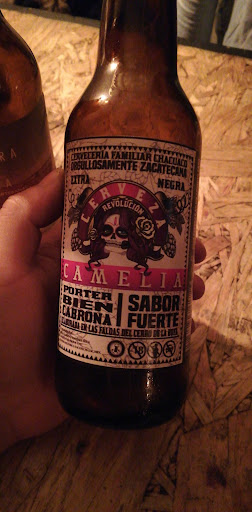 CERVECERÍA FAMILIAR CHACUACO
ORGULLOSAMENTE ZACATECANA
EXTRA NEGRA
CERVEZA
REVOLUCIÓN
CAMELIA
PORTER
BIEN
CABRONA
SABOR
FUERTE
ELABORADA EN LAS FALDAS DEL CERRO DE LA BUFA